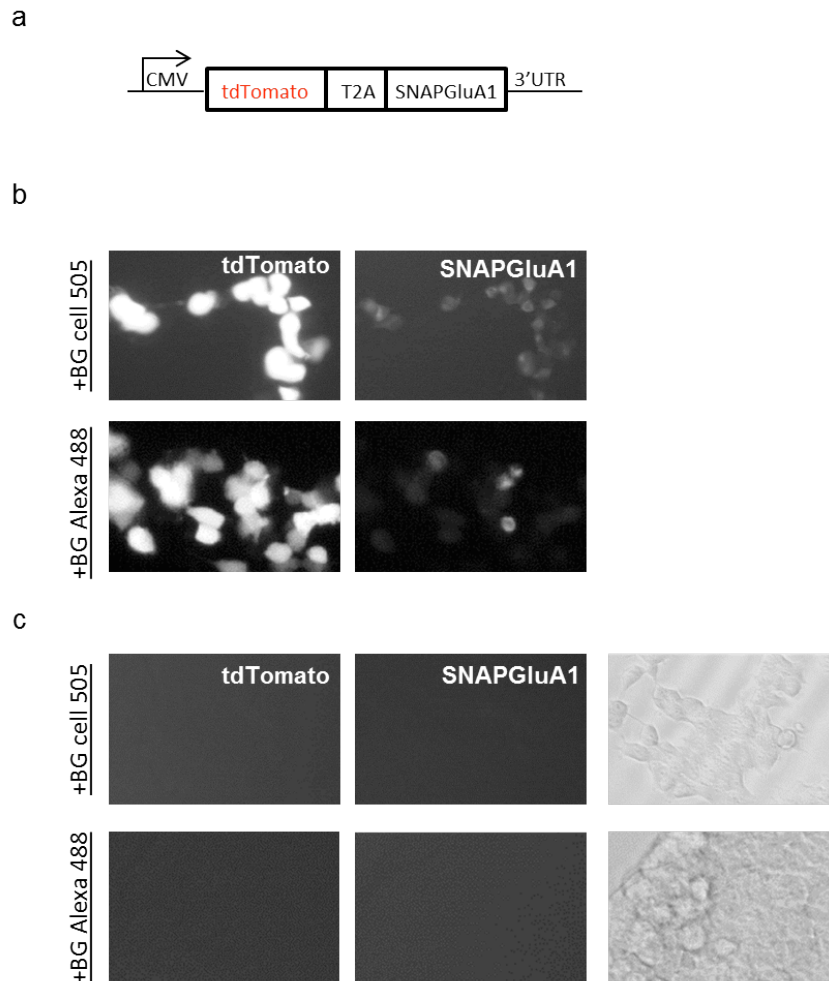 a
CMV
tdTomato
T2A
SNAPGluA1
3’UTR
b
tdTomato
SNAPGluA1
+BG cell 505
+BG Alexa 488
c
tdTomato
SNAPGluA1
+BG cell 505
+BG Alexa 488